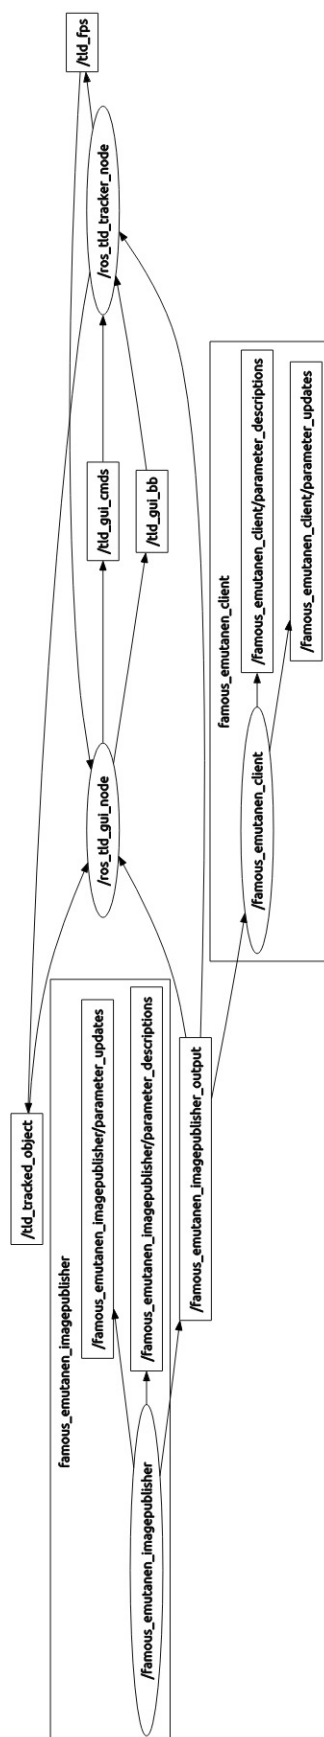 /tld_fps
/ros_tld_tracker_node
/tld_gui_cmds
/tld_gui_bb
/ros_tld_gui_node
/tld_tracked_object
famous_emutanen_client
/famous_emutanen_client/parameter_descriptions
/famous_emutanen_client/parameter_updates
/famous_emutanen_client
famous_emutanen_imagepublisher
/famous_emutanen_imagepublisher/parameter_updates
/famous_emutanen_imagepublisher/parameter_descriptions
/famous_emutanen_imagepublisher_output
/famous_emutanen_imagepublisher